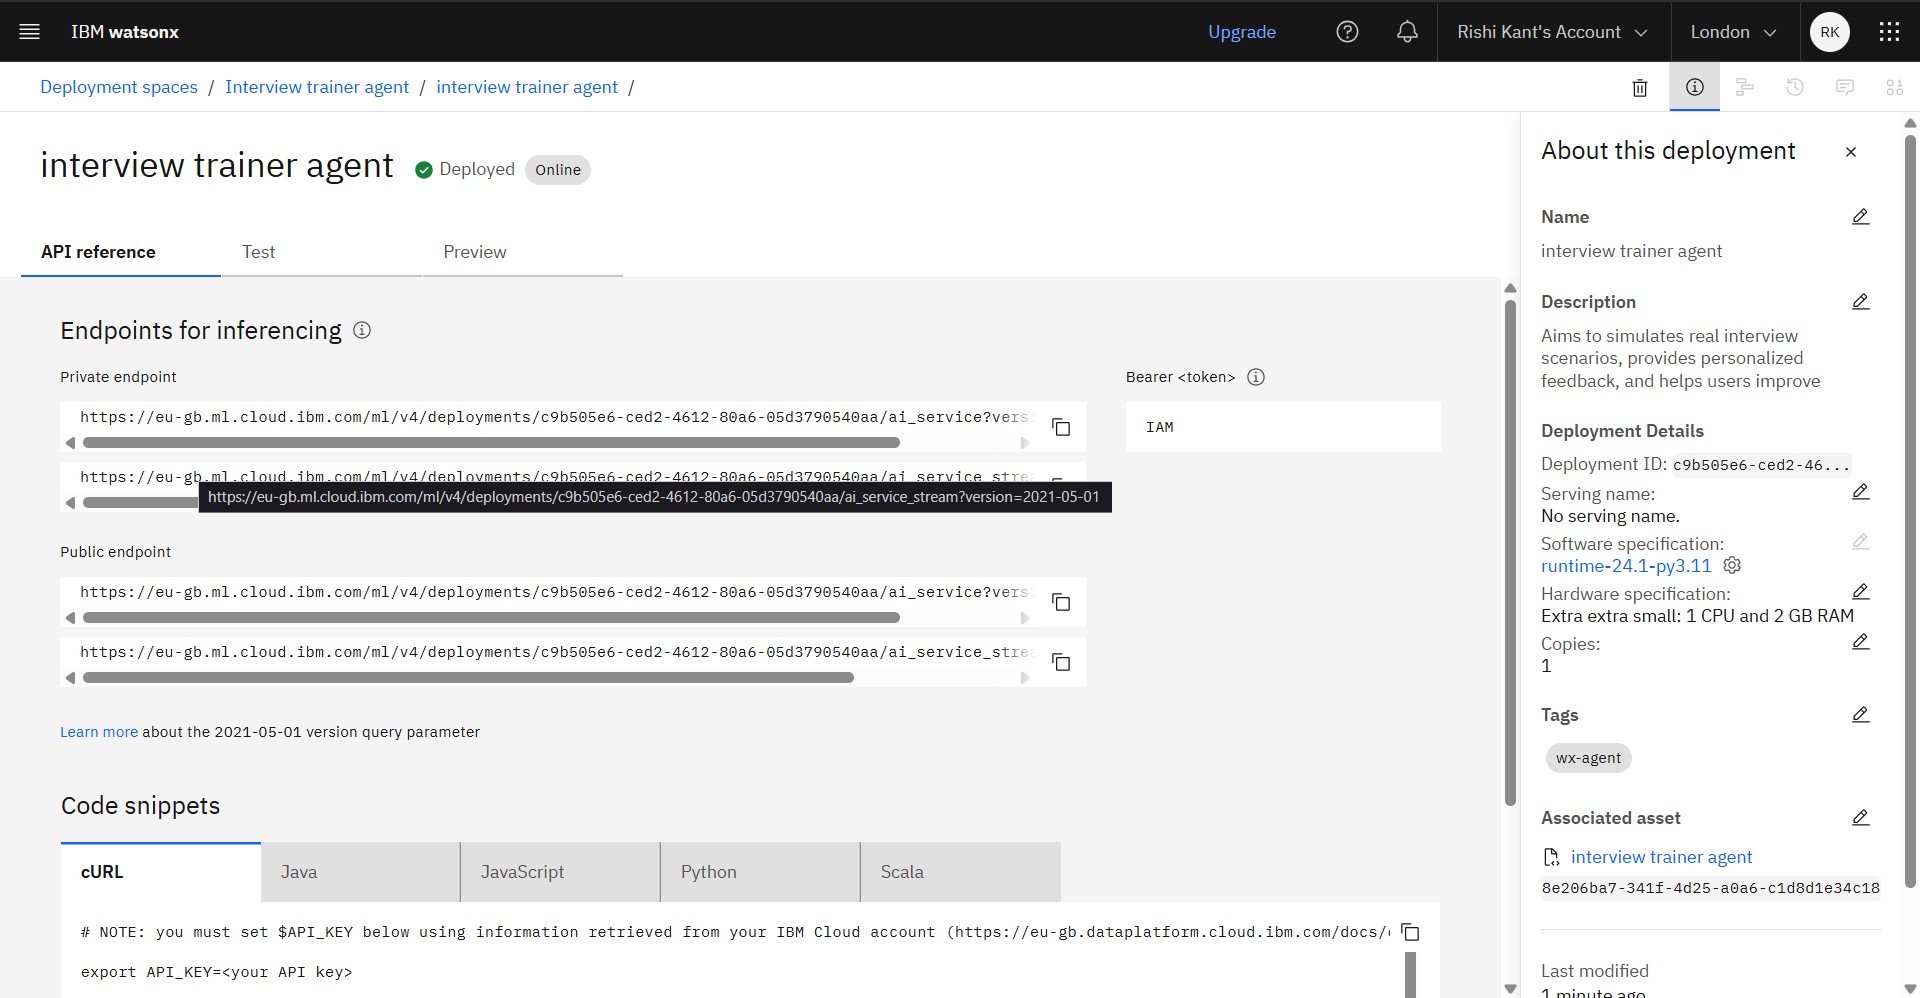 IBM watsonx
Upgrade
Rishi Kant's Account
London
RK
Deployment spaces / Interview trainer agent / interview trainer agent /
interview trainer agent
Deployed
Online
API reference
Test
Preview
Endpoints for inferencing
Private endpoint
https://eu-gb.ml.cloud.ibm.com/ml/v4/deployments/c9b505e6-ced2-4612-80a6-05d3790540aa/ai_service?vers
https://eu-gb.ml.cloud.ibm.com/ml/v4/deployments/c9b505e6-ced2-4612-80a6-05d3790540aa/ai_service_strea
https://eu-gb.ml.cloud.ibm.com/ml/v4/deployments/c9b505e6-ced2-4612-80a6-05d3790540aa/ai_service_stream?version=2021-05-01
Bearer <token>
IAM
Public endpoint
https://eu-gb.ml.cloud.ibm.com/ml/v4/deployments/c9b505e6-ced2-4612-80a6-05d3790540aa/ai_service?vers
https://eu-gb.ml.cloud.ibm.com/ml/v4/deployments/c9b505e6-ced2-4612-80a6-05d3790540aa/ai_service_strea
Learn more about the 2021-05-01 version query parameter
Code snippets
cURL
Java
JavaScript
Python
Scala
# NOTE: you must set $API_KEY below using information retrieved from your IBM Cloud account (https://eu-gb.dataplatform.cloud.ibm.com/docs/
export API_KEY=<your API key>
About this deployment
Name
interview trainer agent
Description
Aims to simulates real interview
scenarios, provides personalized
feedback, and helps users improve
Deployment Details
Deployment ID: c9b505e6-ced2-46...
Serving name:
No serving name.
Software specification:
runtime-24.1-py3.11
Hardware specification:
Extra extra small: 1 CPU and 2 GB RAM
Copies:
1
Tags
wx-agent
Associated asset
interview trainer agent
8e206ba7-341f-4d25-a0a6-c1d8d1e34c18
Last modified
1 minute ago